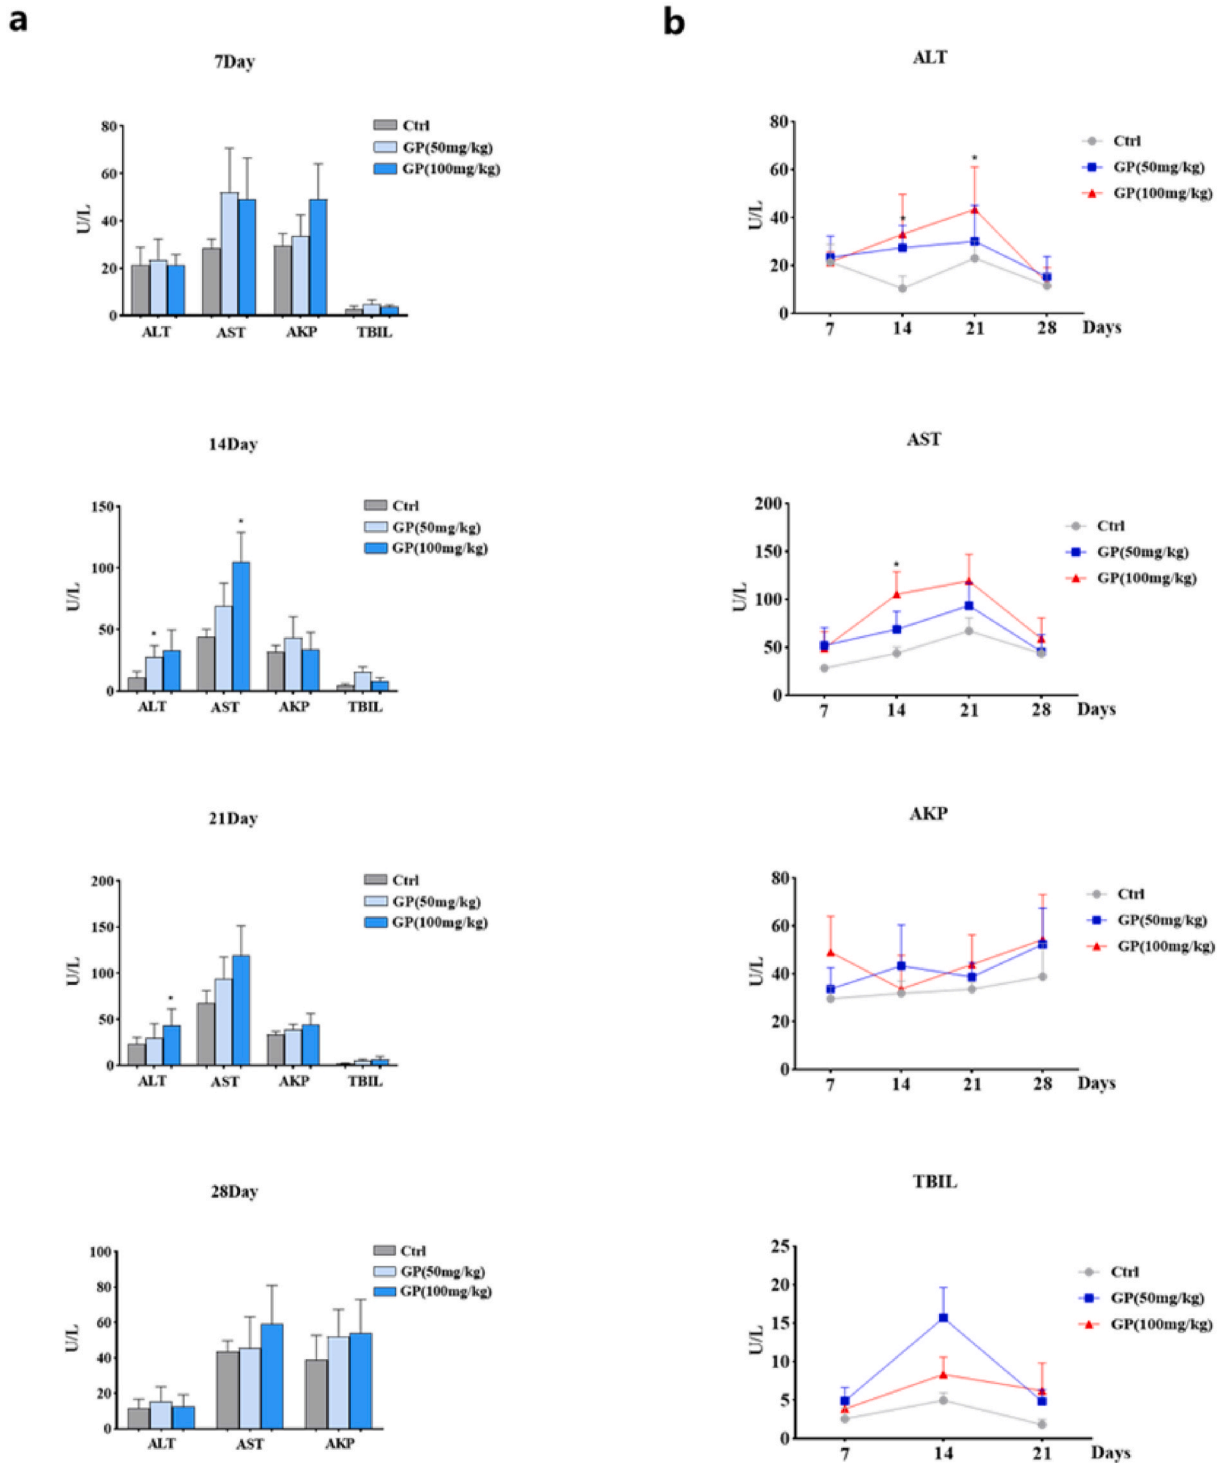 a
7Day
U/L
80
60
40
20
0
ALT AST AKP TBIL
Ctrl
GP(50mg/kg)
GP(100mg/kg)
14Day
U/L
150
100
50
0
* *
ALT AST AKP TBIL
Ctrl
GP(50mg/kg)
GP(100mg/kg)
21Day
U/L
200
150
100
50
0
*
ALT AST AKP TBIL
Ctrl
GP(50mg/kg)
GP(100mg/kg)
28Day
U/L
100
80
60
40
20
0
ALT AST AKP
Ctrl
GP(50mg/kg)
GP(100mg/kg)
b
ALT
U/L
80
60
40
20
0
* *
7 14 21 28 Days
Ctrl
GP(50mg/kg)
GP(100mg/kg)
AST
U/L
200
150
100
50
0
*
7 14 21 28 Days
Ctrl
GP(50mg/kg)
GP(100mg/kg)
AKP
U/L
80
60
40
20
0
7 14 21 28 Days
Ctrl
GP(50mg/kg)
GP(100mg/kg)
TBIL
U/L
25
20
15
10
5
0
7 14 21 Days
Ctrl
GP(50mg/kg)
GP(100mg/kg)